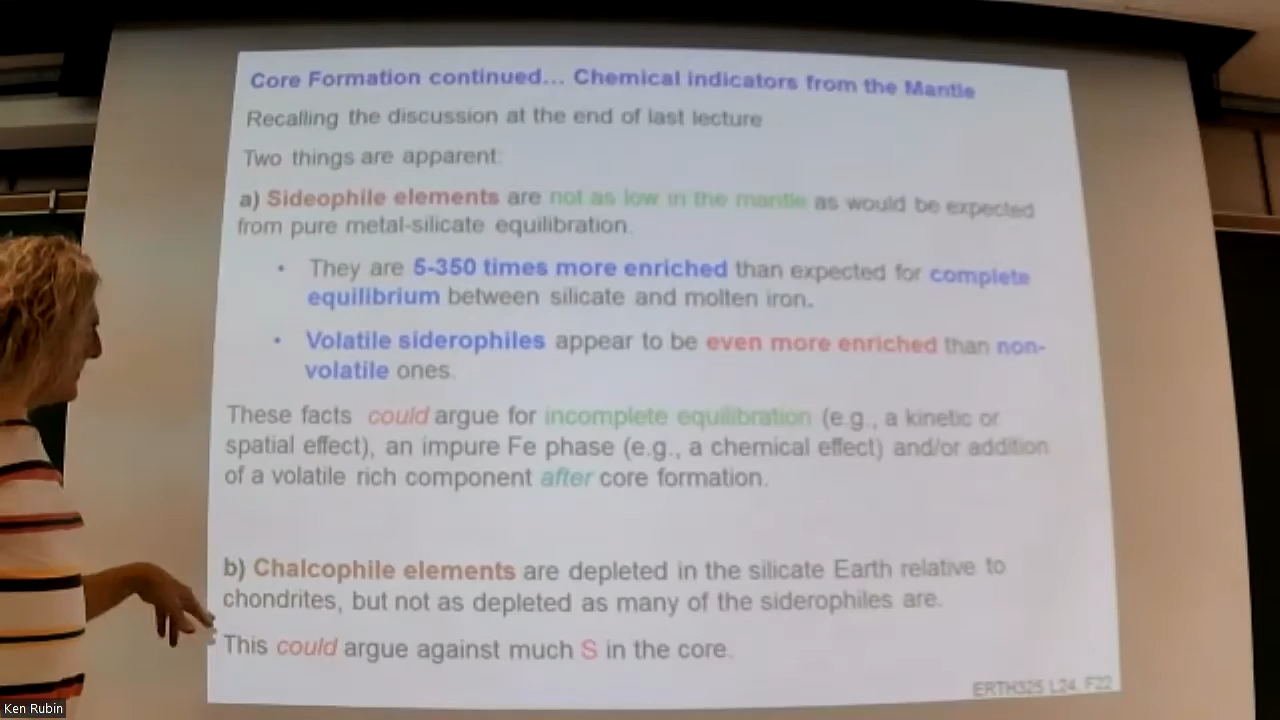 Core Formation continued... Chemical indicators from the Mantle
Recalling the discussion at the end of last lecture
Two things are apparent:
a) Sideophile elements are not as low in the mantle as would be expected
from pure metal-silicate equilibration.
• They are 5-350 times more enriched than expected for complete
equilibrium between silicate and molten iron.
• Volatile siderophiles appear to be even more enriched than non-
volatile ones.
These facts could argue for incomplete equilibration (e.g., a kinetic or
spatial effect), an impure Fe phase (e.g., a chemical effect) and/or addition
of a volatile rich component after core formation.
b) Chalcophile elements are depleted in the silicate Earth relative to
chondrites, but not as depleted as many of the siderophiles are.
This could argue against much S in the core.
ERTH325 L24, F22
Ken Rubin